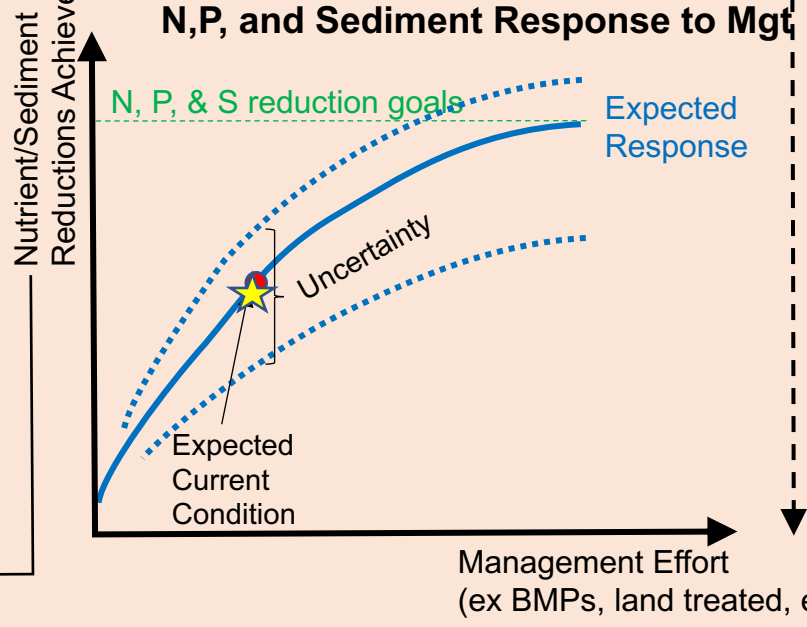 N,P, and Sediment Response to Mgt
Nutrient/Sediment
Reductions
N, P, & S reduction goals
Expected
Response
Uncertainty
Expected
Current
Condition
Management Effort
(ex BMPs, land treated,